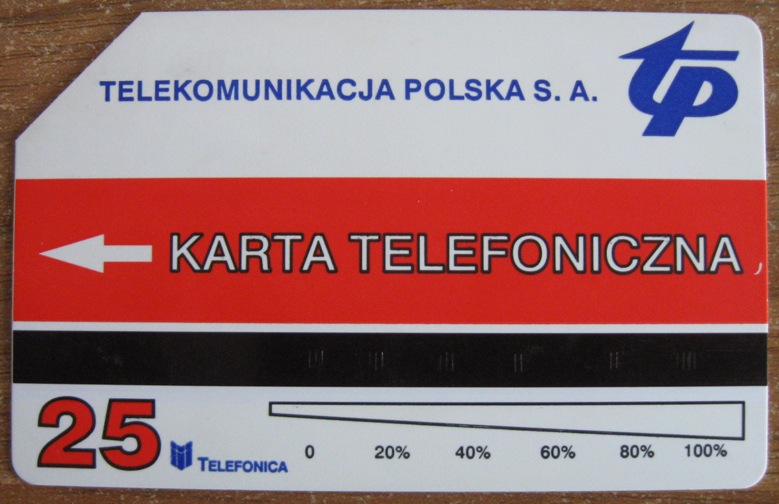 TELEKOMUNIKACJA POLSKA S. A.
tp
KARTA TELEFONICZNA
25
TELEFONICA
0 20% 40% 60% 80% 100%